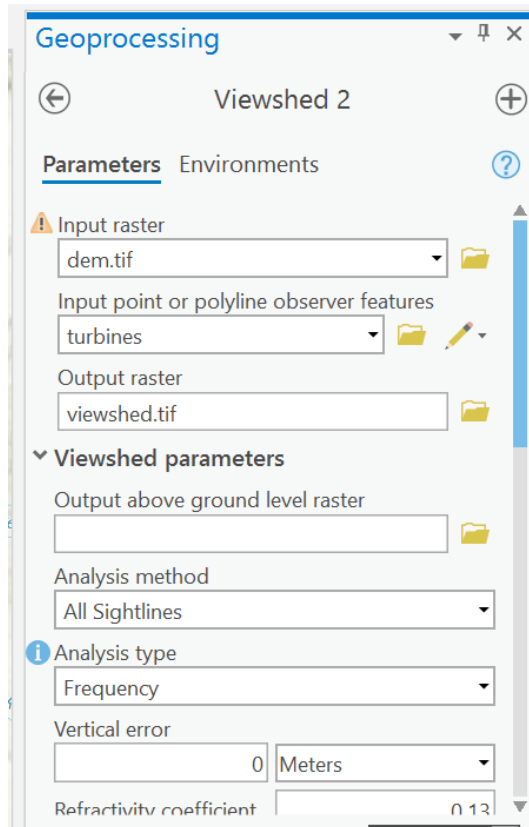 Geoprocessing
Viewshed 2
Parameters Environments
Input raster
dem.tif
Input point or polyline observer features
turbines
Output raster
viewshed.tif
Viewshed parameters
Output above ground level raster
Analysis method
All Sightlines
Analysis type
Frequency
Vertical error
0 Meters
Refractivity coefficient 0.13